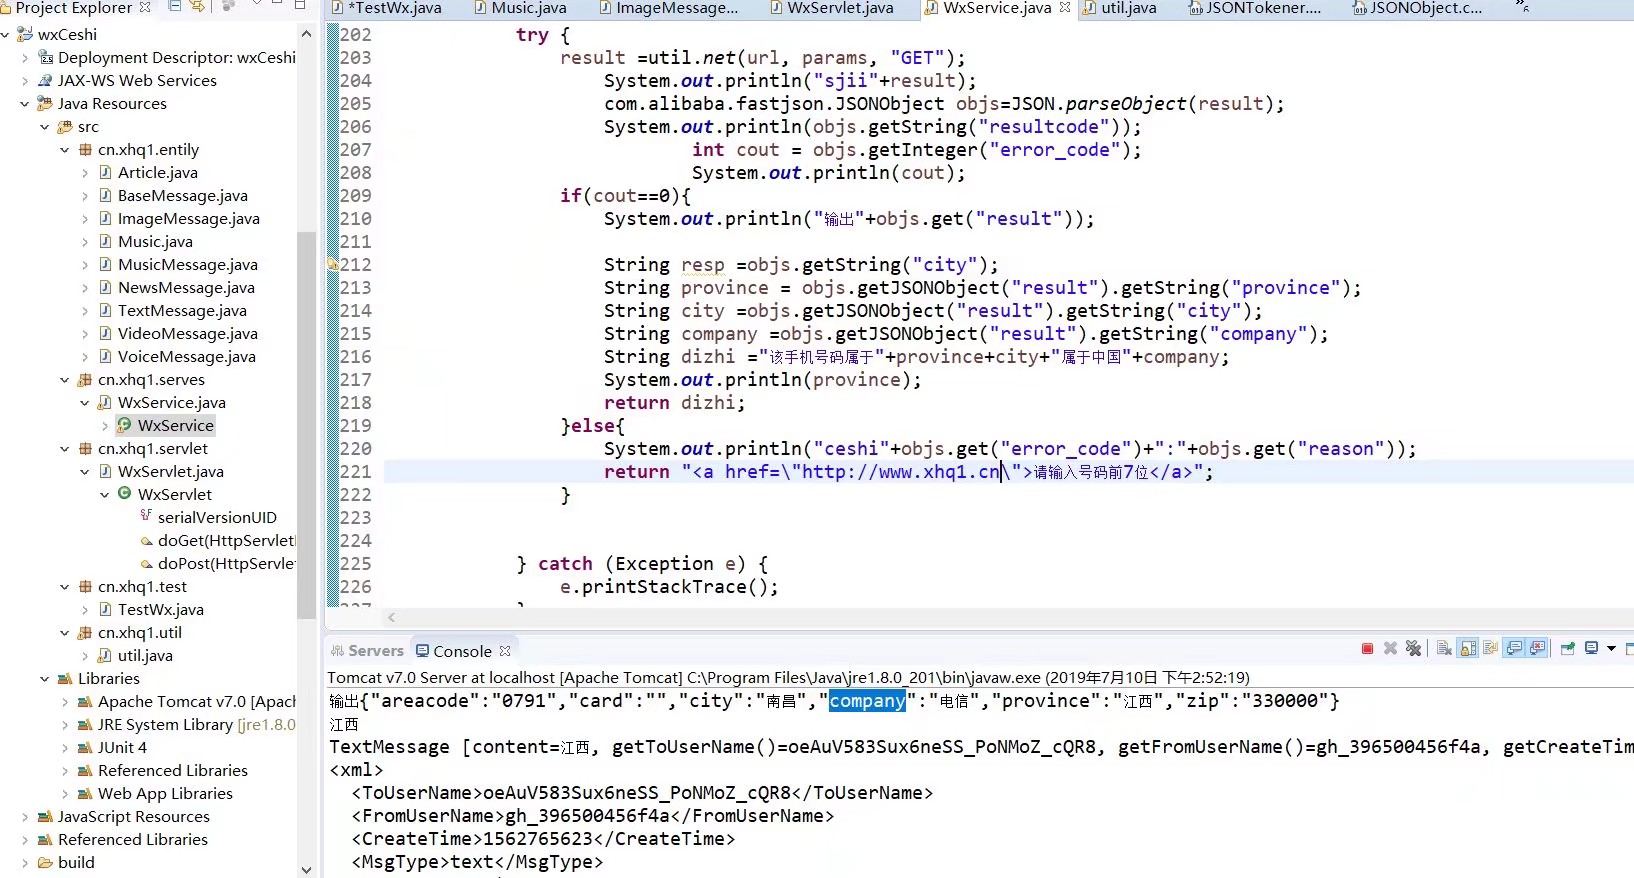 Project Explorer
*TestWx.java
Music.java
ImageMessage...
WxServlet.java
WxService.java
util.java
JSONTokener....
JSONObject.c...
»6
wxCeshi
Deployment Descriptor: wxCeshi
JAX-WS Web Services
Java Resources
src
cn.xhq1.entily
Article.java
BaseMessage.java
ImageMessage.java
Music.java
MusicMessage.java
NewsMessage.java
TextMessage.java
VideoMessage.java
VoiceMessage.java
cn.xhq1.serves
WxService.java
WxService
cn.xhq1.servlet
WxServlet.java
WxServlet
serialVersionUID
doGet(HttpServletI
doPost(HttpServle
cn.xhq1.test
TestWx.java
cn.xhq1.util
util.java
Libraries
Apache Tomcat v7.0 [Apach
JRE System Library [jre1.8.0
JUnit 4
Referenced Libraries
Web App Libraries
JavaScript Resources
Referenced Libraries
build
202 try {
203 result =util.net(url, params, "GET");
204 System.out.println("sjii"+result);
205 com.alibaba.fastjson.JSONObject objs=JSON.parseObject(result);
206 System.out.println(objs.getString("resultcode"));
207 int cout = objs.getInteger("error_code");
208 System.out.println(cout);
209 if(cout==0){
210 System.out.println("输出"+objs.get("result"));
211
212 String resp =objs.getString("city");
213 String province = objs.getJSONObject("result").getString("province");
214 String city =objs.getJSONObject("result").getString("city");
215 String company =objs.getJSONObject("result").getString("company");
216 String dizhi ="该手机号码属于"+province+city+"属于中国"+company;
217 System.out.println(province);
218 return dizhi;
219 }else{
220 System.out.println("ceshi"+objs.get("error_code")+":"+objs.get("reason"));
221 return "<a href=\"http://www.xhq1.cn\">请输入号码前7位</a>";
222 }
223
224
225 } catch (Exception e) {
226 e.printStackTrace();
Servers
Console
Tomcat v7.0 Server at localhost [Apache Tomcat] C:\Program Files\Java\jre1.8.0_201\bin\javaw.exe (2019年7月10日 下午2:52:19)
输出{"areacode":"0791","card":"","city":"南昌","company":"电信","province":"江西","zip":"330000"}
江西
TextMessage [content=江西, getToUserName()=oeAuV583Sux6neSS_PoNMoZ_cQR8, getFromUserName()=gh_396500456f4a, getCreateTim
<xml>
<ToUserName>oeAuV583Sux6neSS_PoNMoZ_cQR8</ToUserName>
<FromUserName>gh_396500456f4a</FromUserName>
<CreateTime>1562765623</CreateTime>
<MsgType>text</MsgType>